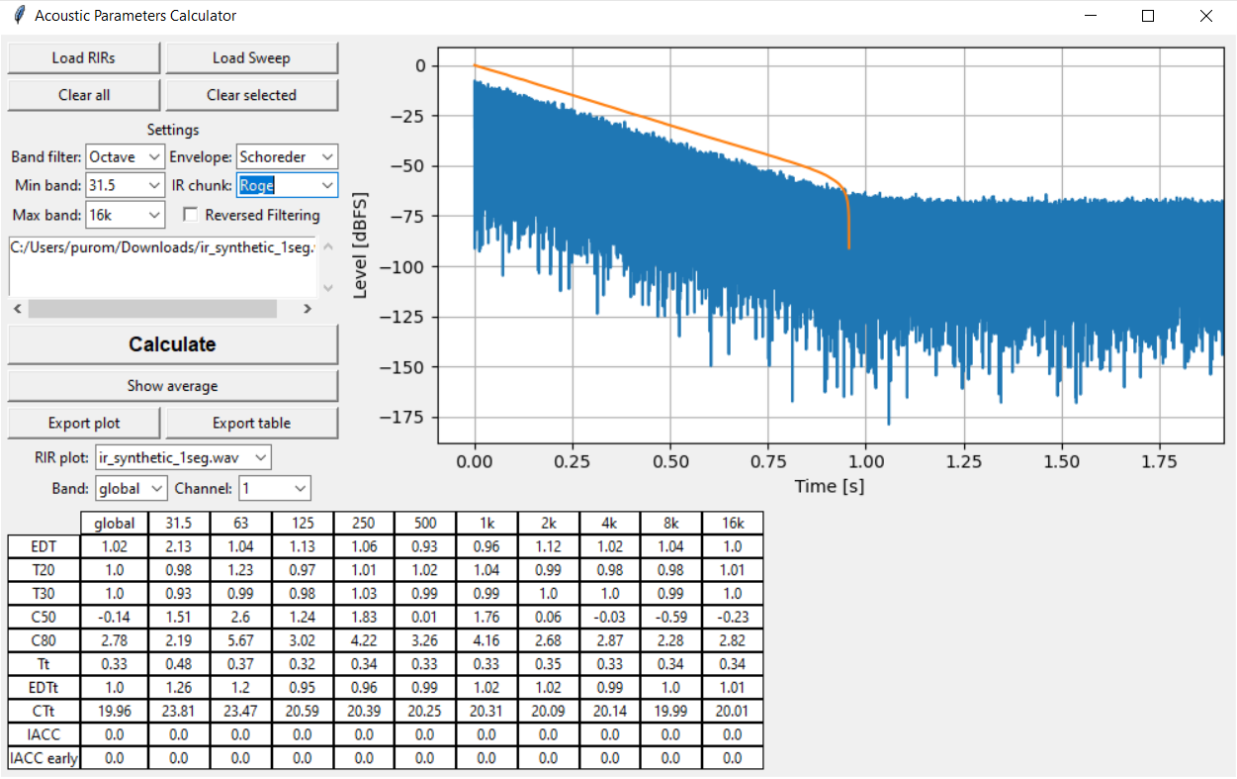 Acoustic Parameters Calculator
Load RIRs Load Sweep
Clear all Clear selected
Settings
Band filter: Octave Envelope: Schoreder
Min band: 31.5 IR chunk: Roge
Max band: 16k Reversed Filtering
C:/Users/purom/Downloads/ir_synthetic_1seg.
Calculate
Show average
Export plot Export table
RIR plot: ir_synthetic_1seg.wav
Band: global Channel: 1
Level [dBFS]
0
−25
−50
−75
−100
−125
−150
−175
0.00 0.25 0.50 0.75 1.00 1.25 1.50 1.75
Time [s]
global 31.5 63 125 250 500 1k 2k 4k 8k 16k
EDT 1.02 2.13 1.04 1.13 1.06 0.93 0.96 1.12 1.02 1.04 1.0
T20 1.0 0.98 1.23 0.97 1.01 1.02 1.04 0.99 0.98 0.98 1.01
T30 1.0 0.93 0.99 0.98 1.03 0.99 0.99 1.0 1.0 0.99 1.0
C50 -0.14 1.51 2.6 1.24 1.83 0.01 1.76 0.06 -0.03 -0.59 -0.23
C80 2.78 2.19 5.67 3.02 4.22 3.26 4.16 2.68 2.87 2.28 2.82
Tt 0.33 0.48 0.37 0.32 0.34 0.33 0.33 0.35 0.33 0.34 0.34
EDTt 1.0 1.26 1.2 0.95 0.96 0.99 1.02 1.02 0.99 1.0 1.01
CTt 19.96 23.81 23.47 20.59 20.39 20.25 20.31 20.09 20.14 19.99 20.01
IACC 0.0 0.0 0.0 0.0 0.0 0.0 0.0 0.0 0.0 0.0 0.0
IACC early 0.0 0.0 0.0 0.0 0.0 0.0 0.0 0.0 0.0 0.0 0.0